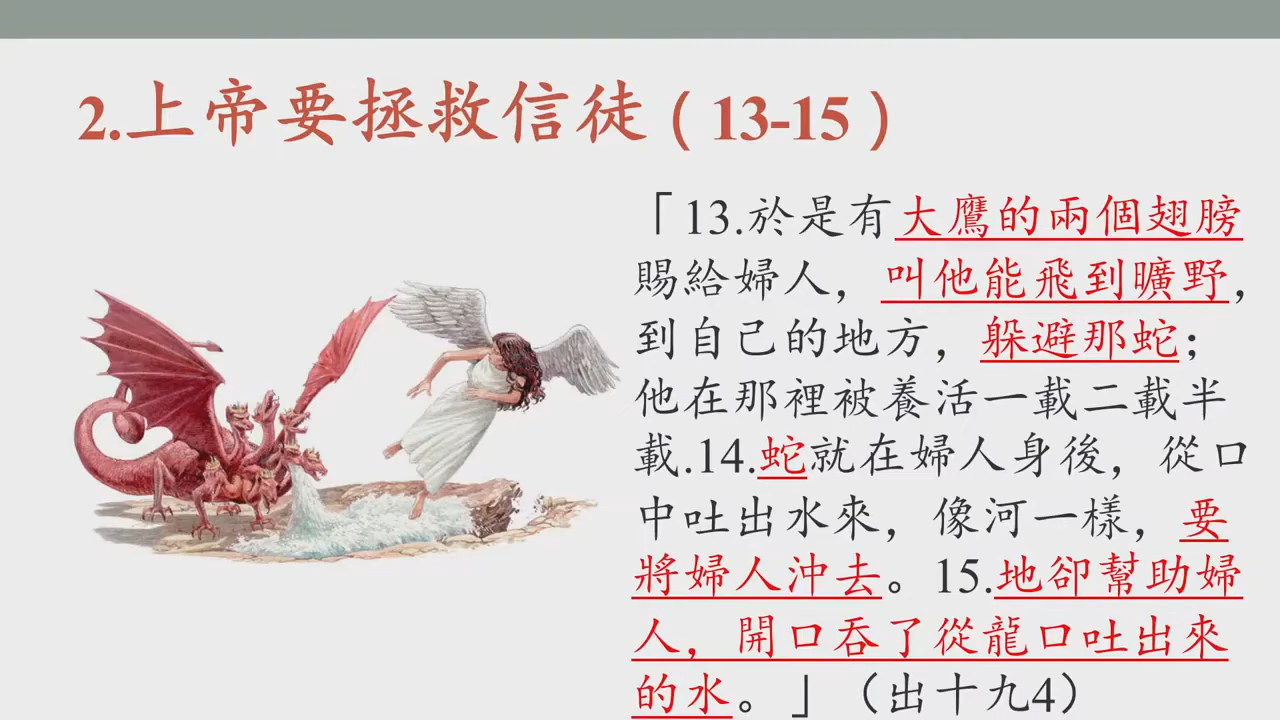 2.上帝要拯救信徒（13-15）
「13.於是有大鷹的兩個翅膀
賜給婦人，叫他能飛到曠野，
到自己的地方，躲避那蛇；
他在那裡被養活一載二載半
載.14.蛇就在婦人身後，從口
中吐出水來，像河一樣，要
將婦人沖去。15.地卻幫助婦
人，開口吞了從龍口吐出來
的水。」（出十九4）